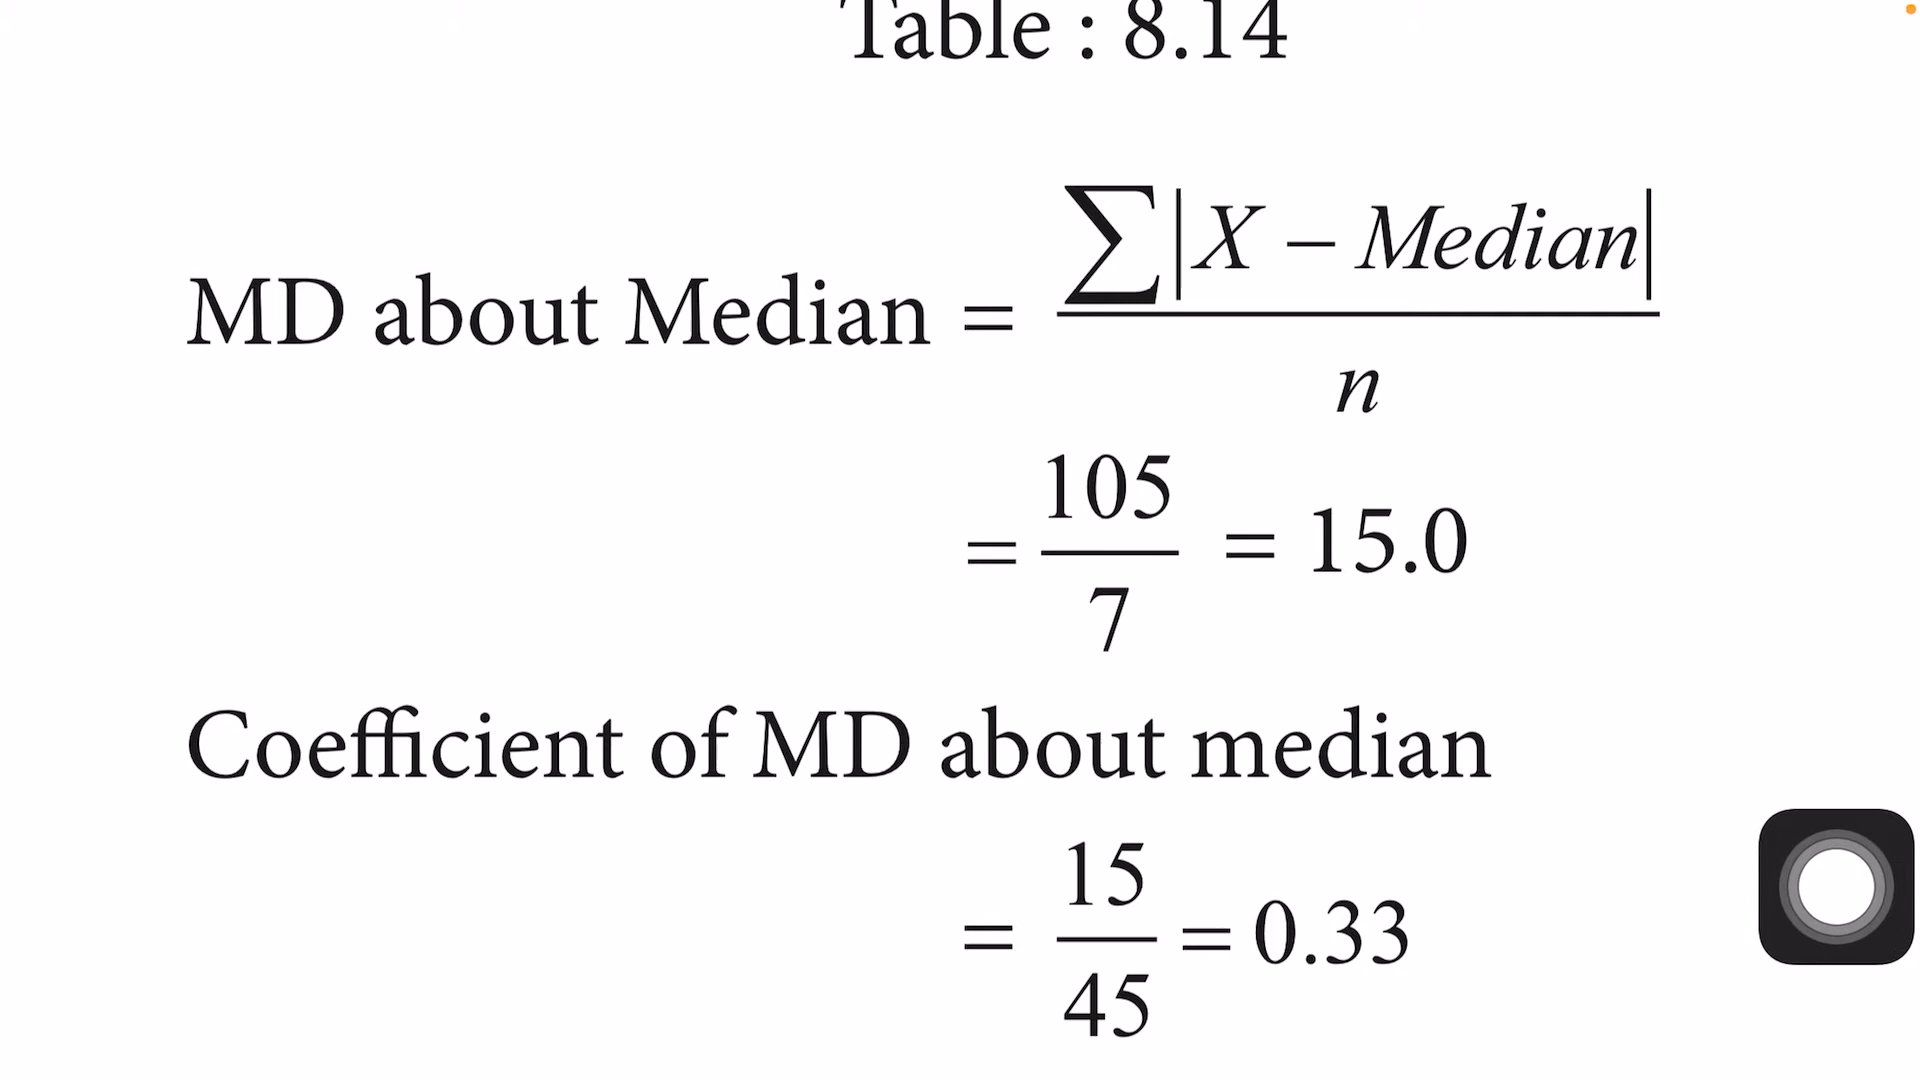 Table : 8.14
MD about Median = ∑|X – Median| / n
= 105 / 7 = 15.0
Coefficient of MD about median
= 15 / 45 = 0.33